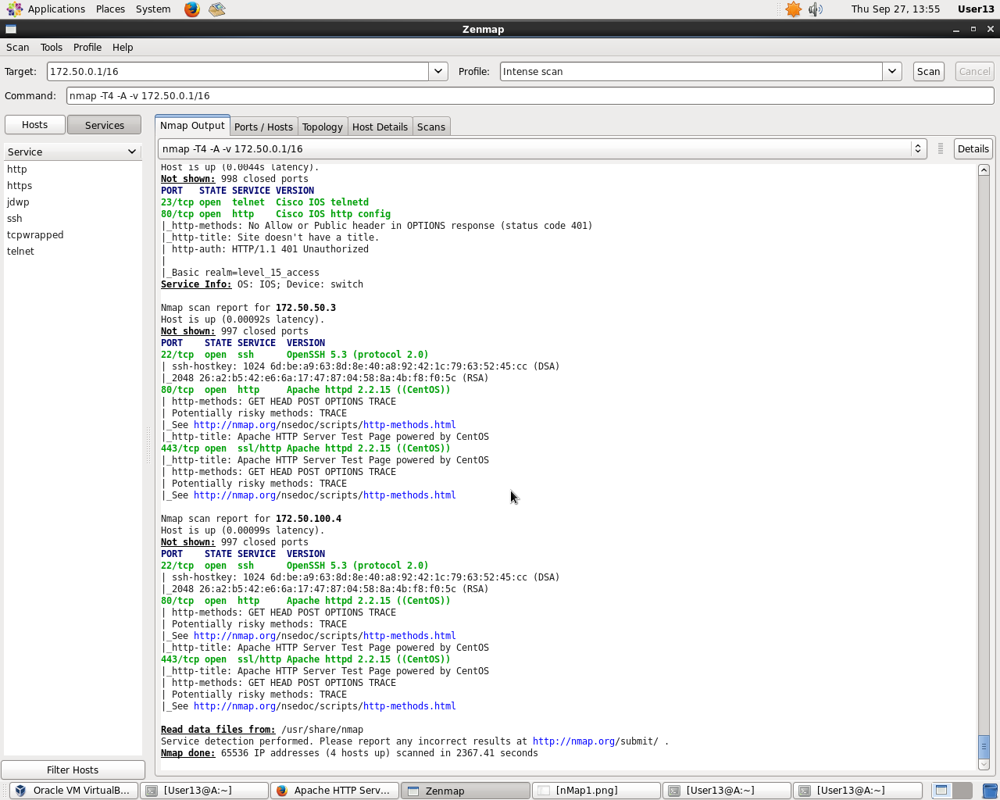 Applications Places System Thu Sep 27, 13:55 User13
Zenmap
Scan Tools Profile Help
Target: 172.50.0.1/16 Profile: Intense scan Scan Cancel
Command: nmap -T4 -A -v 172.50.0.1/16
Hosts Services Nmap Output Ports / Hosts Topology Host Details Scans
Service
http
https
jdwp
ssh
tcpwrapped
telnet
Filter Hosts
nmap -T4 -A -v 172.50.0.1/16 Details
Host is up (0.0044s latency).
Not shown: 998 closed ports
PORT   STATE SERVICE VERSION
23/tcp open  telnet  Cisco IOS telnetd
80/tcp open  http    Cisco IOS http config
|_http-methods: No Allow or Public header in OPTIONS response (status code 401)
|_http-title: Site doesn't have a title.
| http-auth: HTTP/1.1 401 Unauthorized
|
|_Basic realm=level_15_access
Service Info: OS: IOS; Device: switch
Nmap scan report for 172.50.50.3
Host is up (0.00092s latency).
Not shown: 997 closed ports
PORT    STATE SERVICE  VERSION
22/tcp  open  ssh      OpenSSH 5.3 (protocol 2.0)
| ssh-hostkey: 1024 6d:be:a9:63:8d:8e:40:a8:92:42:1c:79:63:52:45:cc (DSA)
|_2048 26:a2:b5:42:e6:6a:17:47:87:04:58:8a:4b:f8:f0:5c (RSA)
80/tcp  open  http     Apache httpd 2.2.15 ((CentOS))
| http-methods: GET HEAD POST OPTIONS TRACE
| Potentially risky methods: TRACE
|_See http://nmap.org/nsedoc/scripts/http-methods.html
|_http-title: Apache HTTP Server Test Page powered by CentOS
443/tcp open  ssl/http Apache httpd 2.2.15 ((CentOS))
|_http-title: Apache HTTP Server Test Page powered by CentOS
| http-methods: GET HEAD POST OPTIONS TRACE
| Potentially risky methods: TRACE
|_See http://nmap.org/nsedoc/scripts/http-methods.html
Nmap scan report for 172.50.100.4
Host is up (0.00099s latency).
Not shown: 997 closed ports
PORT    STATE SERVICE  VERSION
22/tcp  open  ssh      OpenSSH 5.3 (protocol 2.0)
| ssh-hostkey: 1024 6d:be:a9:63:8d:8e:40:a8:92:42:1c:79:63:52:45:cc (DSA)
|_2048 26:a2:b5:42:e6:6a:17:47:87:04:58:8a:4b:f8:f0:5c (RSA)
80/tcp  open  http     Apache httpd 2.2.15 ((CentOS))
| http-methods: GET HEAD POST OPTIONS TRACE
| Potentially risky methods: TRACE
|_See http://nmap.org/nsedoc/scripts/http-methods.html
|_http-title: Apache HTTP Server Test Page powered by CentOS
443/tcp open  ssl/http Apache httpd 2.2.15 ((CentOS))
|_http-title: Apache HTTP Server Test Page powered by CentOS
| http-methods: GET HEAD POST OPTIONS TRACE
| Potentially risky methods: TRACE
|_See http://nmap.org/nsedoc/scripts/http-methods.html
Read data files from: /usr/share/nmap
Service detection performed. Please report any incorrect results at http://nmap.org/submit/ .
Nmap done: 65536 IP addresses (4 hosts up) scanned in 2367.41 seconds
Oracle VM VirtualB... [User13@A:~] Apache HTTP Serv... Zenmap [nMap1.png] [User13@A:~] [User13@A:~]